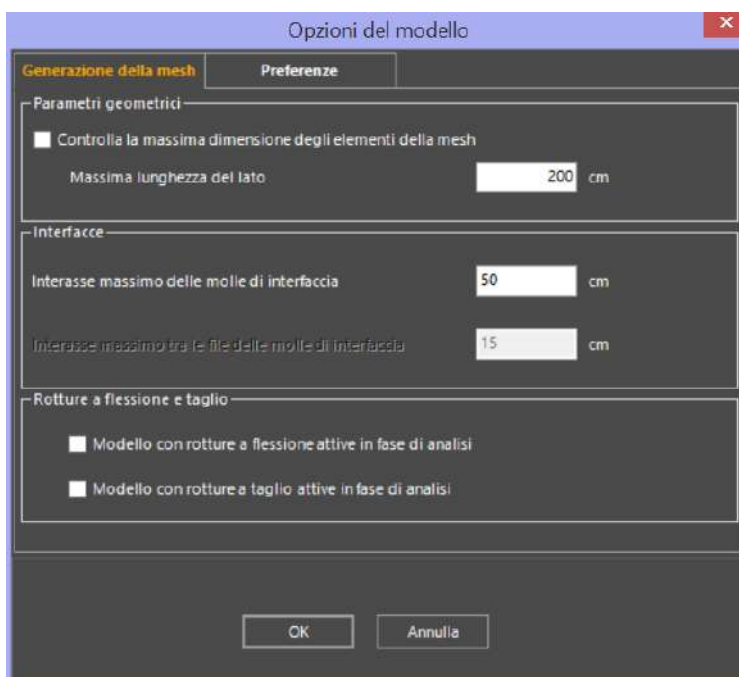 Opzioni del modello
Generazione della mesh
Preferenze
Parametri geometrici
Controlla la massima dimensione degli elementi della mesh
Massima lunghezza del lato 200 cm
Interfacce
Interasse massimo delle molle di interfaccia 50 cm
Interasse massimo tra le file delle molle di interfaccia 15 cm
Rotture a flessione e taglio
Modello con rotture a flessione attive in fase di analisi
Modello con rotture a taglio attive in fase di analisi
OK
Annulla